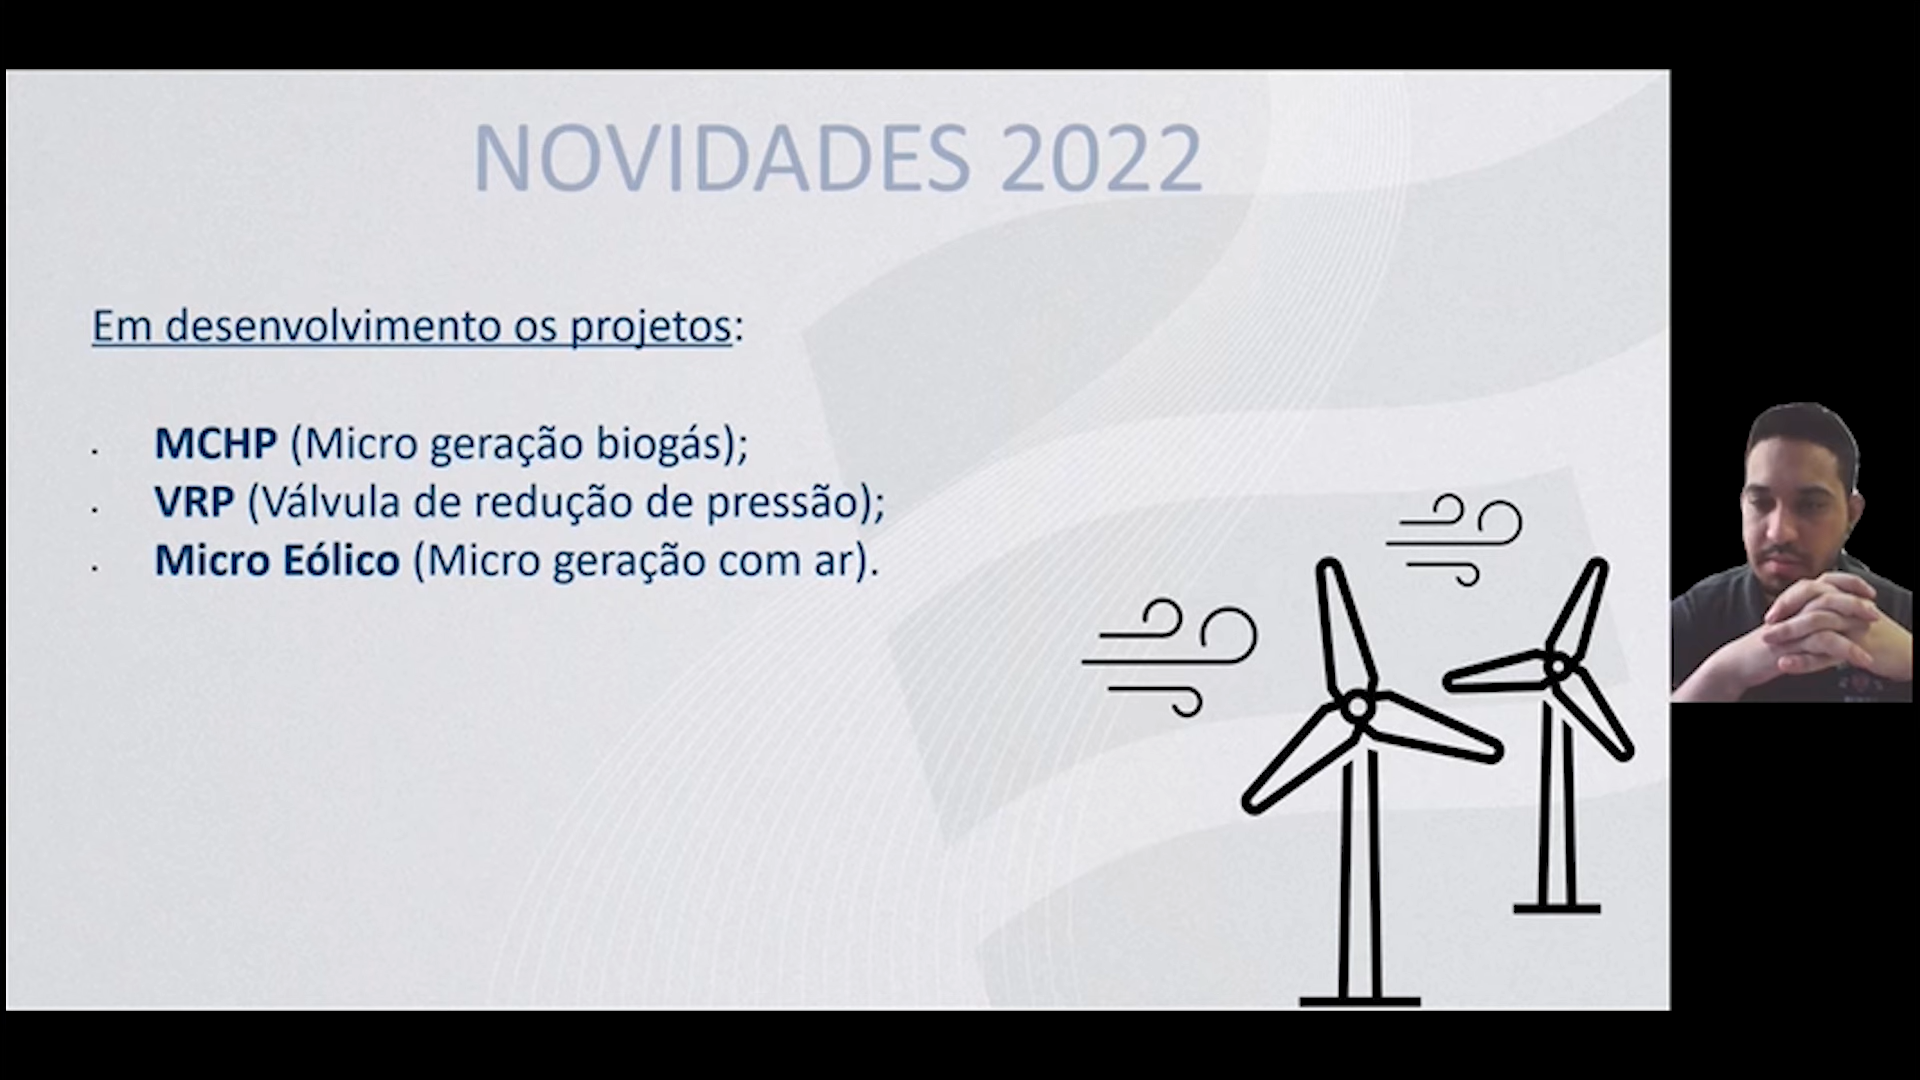 NOVIDADES 2022
Em desenvolvimento os projetos:
· MCHP (Micro geração biogás);
· VRP (Válvula de redução de pressão);
· Micro Eólico (Micro geração com ar).